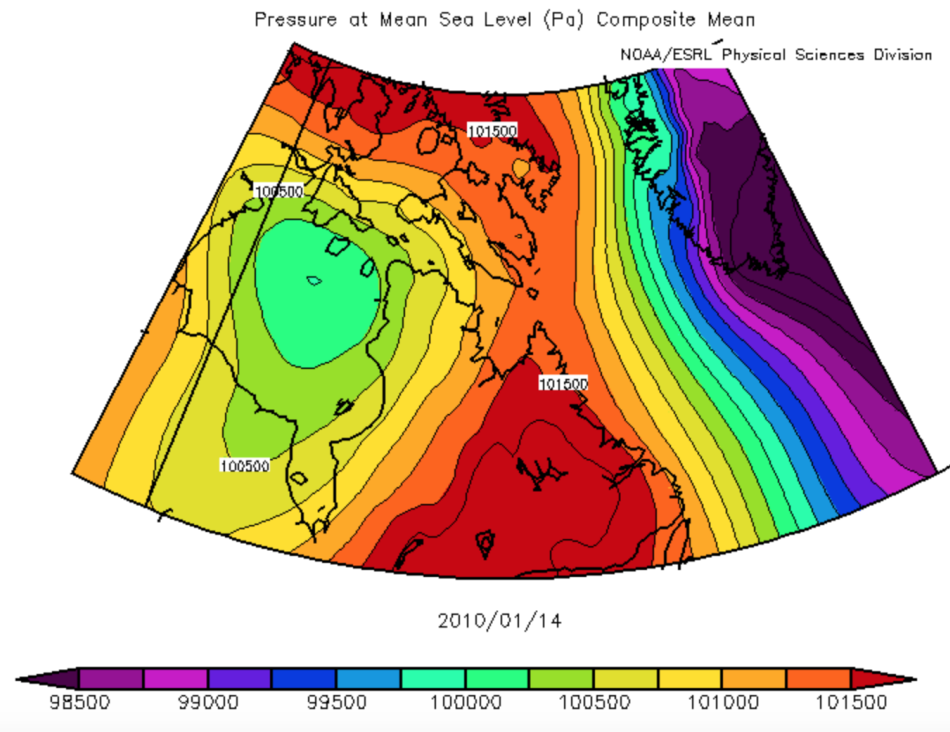 Pressure at Mean Sea Level (Pa) Composite Mean
NOAA/ESRL Physical Sciences Division
101500
100500
101500
100500
2010/01/14
98500 99000 99500 100000 100500 101000 101500